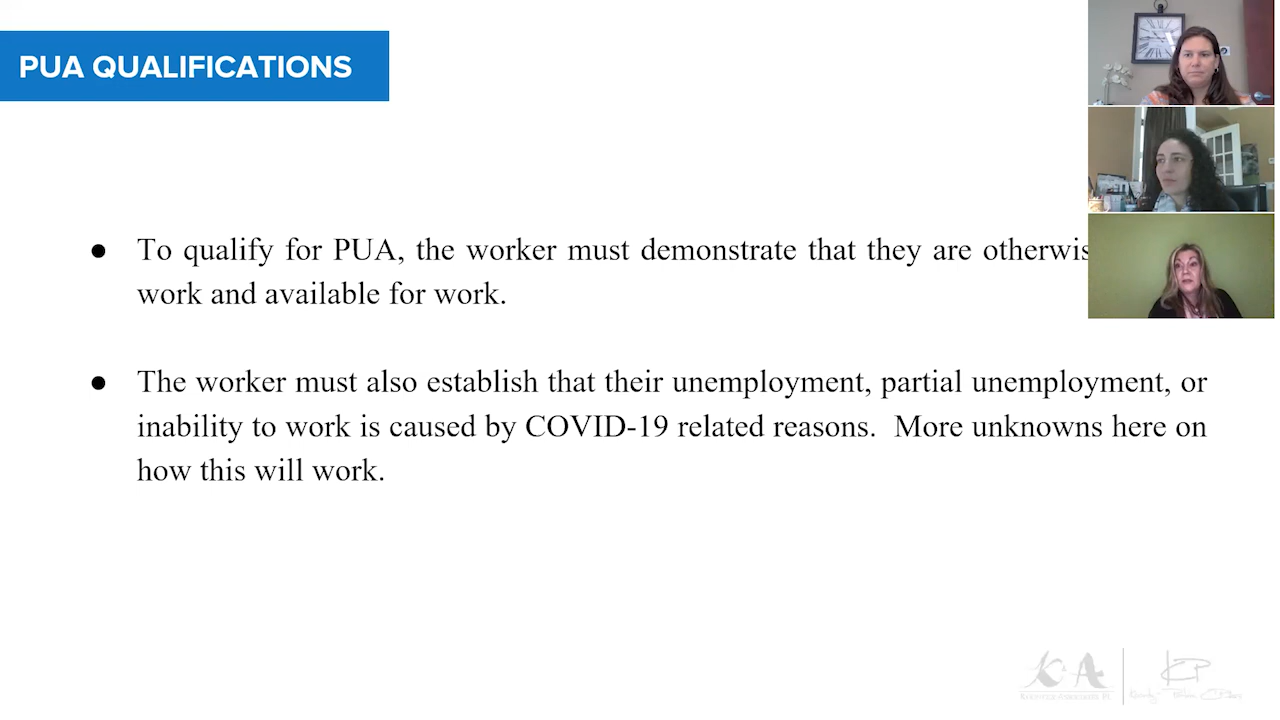 PUA QUALIFICATIONS
● To qualify for PUA, the worker must demonstrate that they are otherwis
work and available for work.
● The worker must also establish that their unemployment, partial unemployment, or
inability to work is caused by COVID-19 related reasons. More unknowns here on
how this will work.
KA
KP